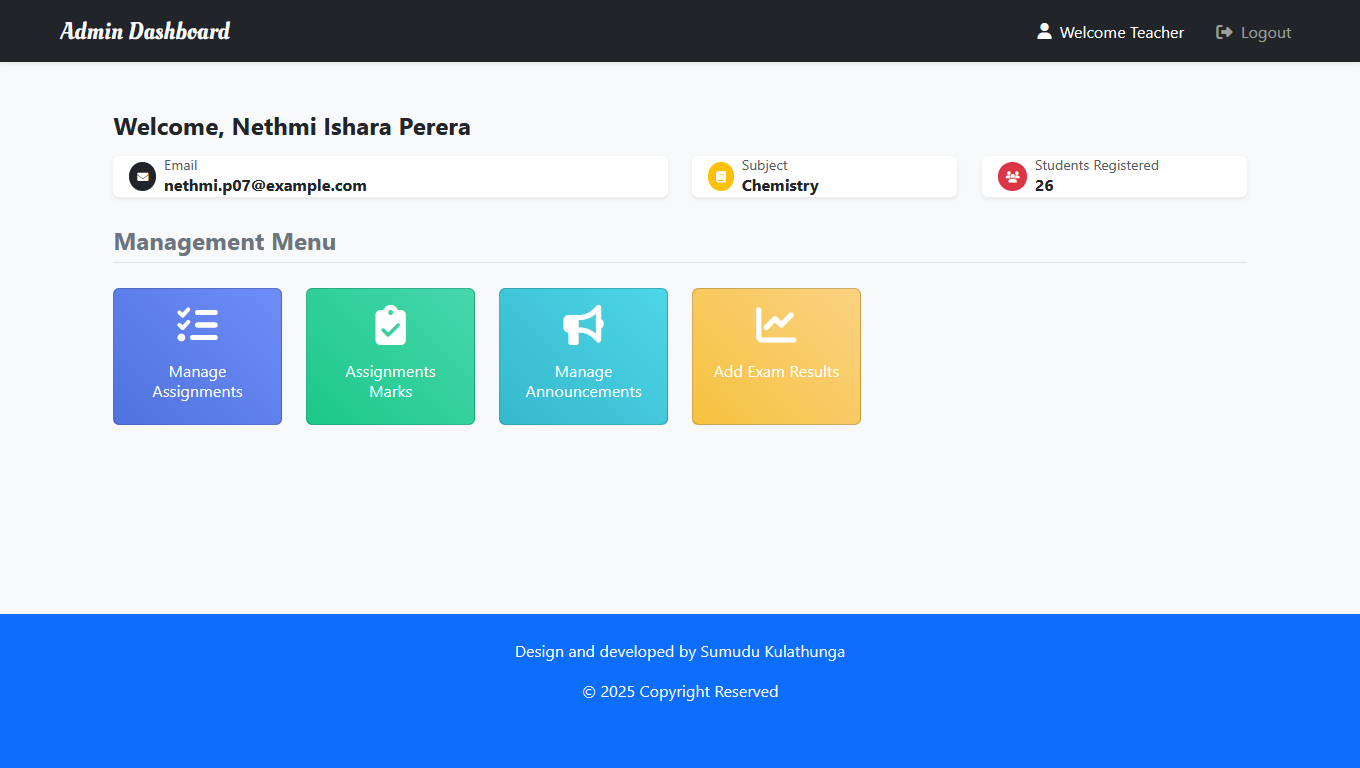 Admin Dashboard
Welcome Teacher
Logout
Welcome, Nethmi Ishara Perera
Email
nethmi.p07@example.com
Subject
Chemistry
Students Registered
26
Management Menu
Manage
Assignments
Assignments
Marks
Manage
Announcements
Add Exam Results
Design and developed by Sumudu Kulathunga
© 2025 Copyright Reserved